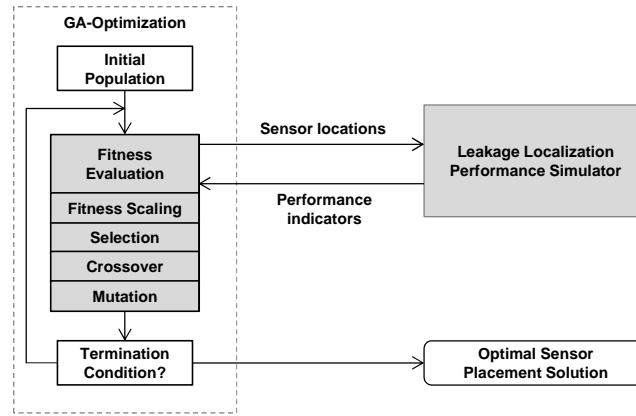 GA-Optimization
Initial
Population
Sensor locations
Fitness
Evaluation
Leakage Localization
Performance Simulator
Performance
indicators
Fitness Scaling
Selection
Crossover
Mutation
Termination
Condition?
Optimal Sensor
Placement Solution